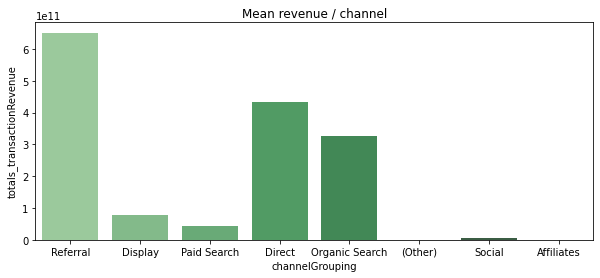 Mean revenue / channel
1e11
totals_transactionRevenue
6
5
4
3
2
1
0
Referral Display Paid Search Direct Organic Search (Other) Social Affiliates
channelGrouping